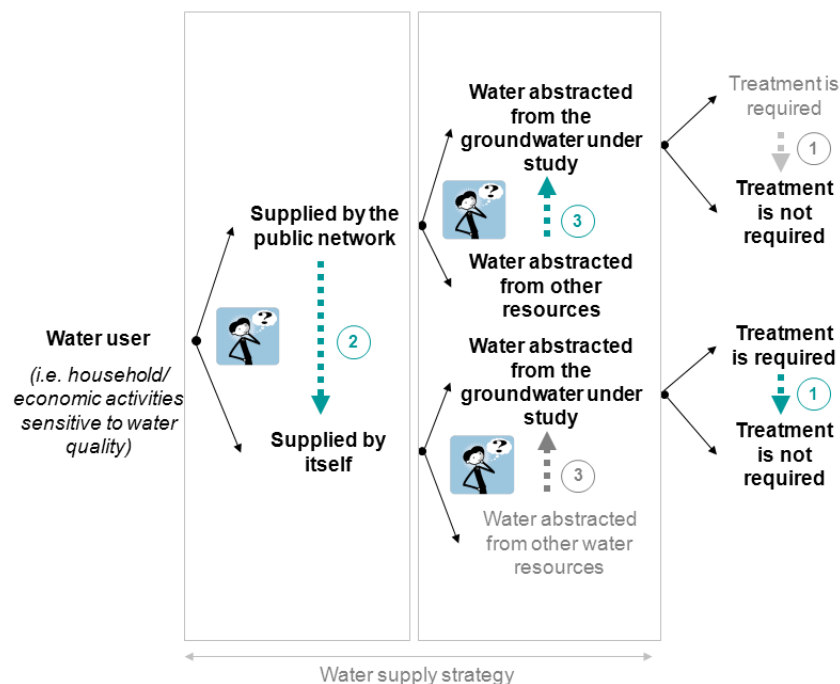 Water user
(i.e. household/
economic activities
sensitive to water
quality)
?
Supplied by the
public network
2
Supplied by
itself
Water abstracted
from the
groundwater under
study
?
3
Water abstracted
from other
resources
Water abstracted
from the
groundwater under
study
?
3
Water abstracted
from other water
resources
Treatment is
required
1
Treatment
is not
required
Treatment
is required
1
Treatment
is not
required
Water supply strategy